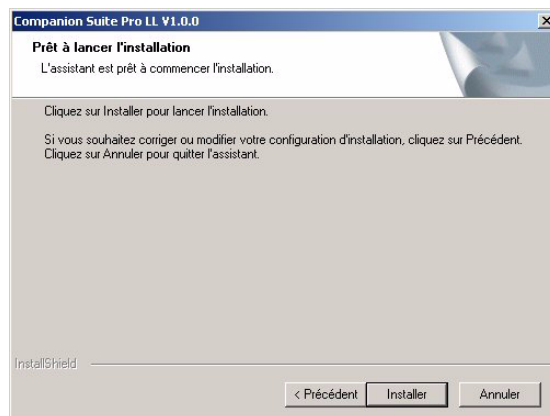 Companion Suite Pro LL V1.0.0
Prêt à lancer l'installation
L'assistant est prêt à commencer l'installation.
Cliquez sur Installer pour lancer l'installation.
Si vous souhaitez corriger ou modifier votre configuration d'installation, cliquez sur Précédent.
Cliquez sur Annuler pour quitter l'assistant.
InstallShield
< Précédent
Installer
Annuler